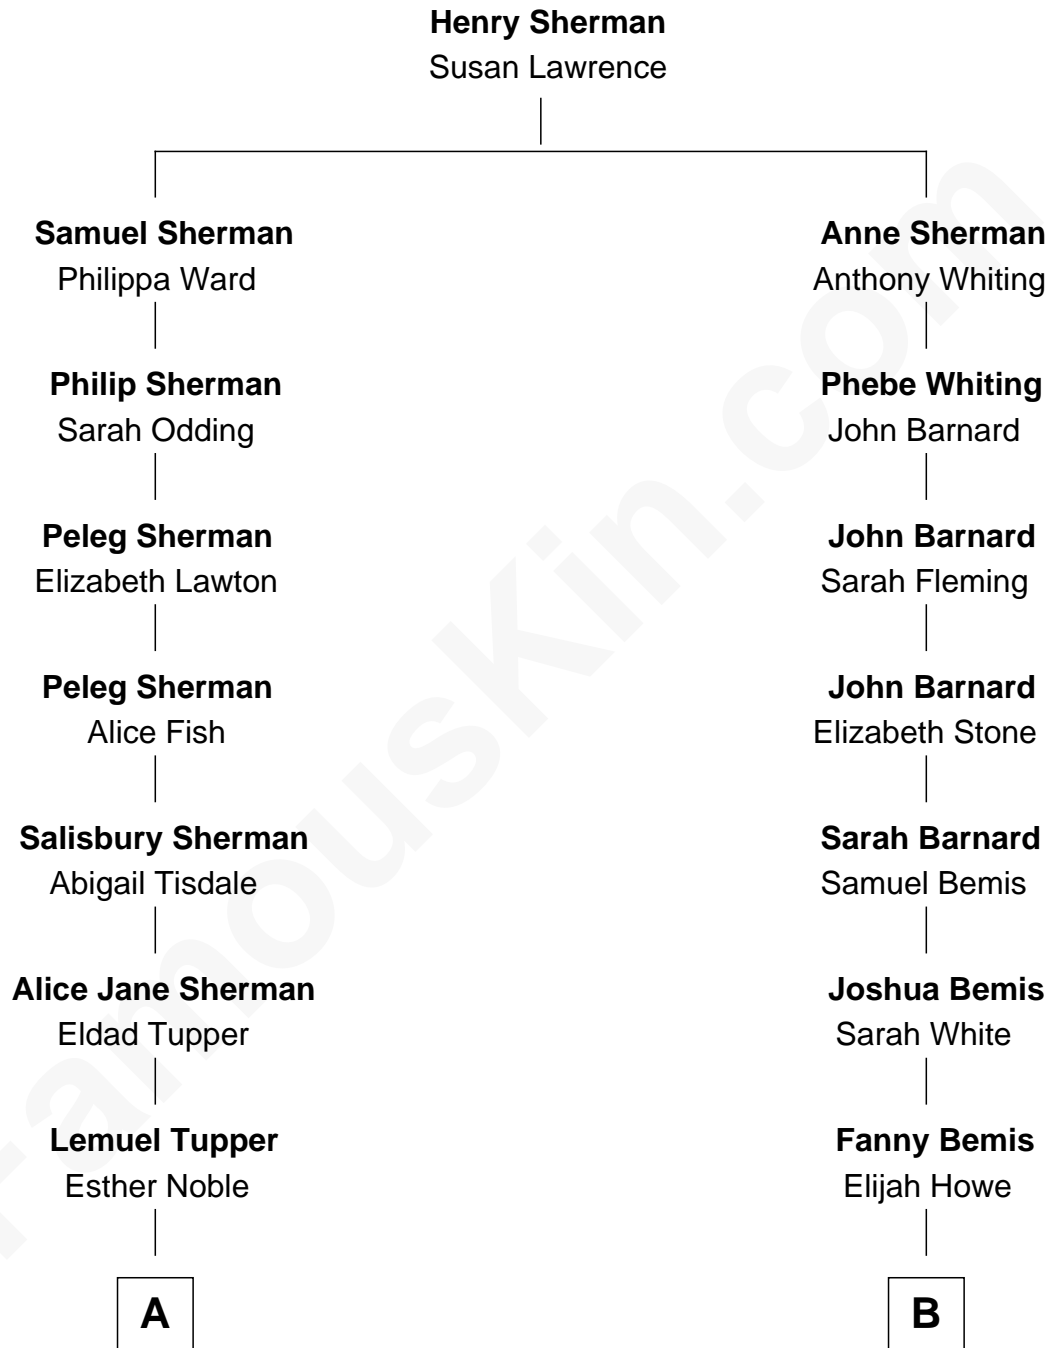 Henry Sherman
Susan Lawrence
Samuel Sherman
Philippa Ward
Philip Sherman
Sarah Odding
Peleg Sherman
Elizabeth Lawton
Peleg Sherman
Alice Fish
Salisbury Sherman
Abigail Tisdale
Alice Jane Sherman
Eldad Tupper
Lemuel Tupper
Esther Noble
A
Anne Sherman
Anthony Whiting
Phebe Whiting
John Barnard
John Barnard
Sarah Fleming
John Barnard
Elizabeth Stone
Sarah Barnard
Samuel Bemis
Joshua Bemis
Sarah White
Fanny Bemis
Elijah Howe
B
FamousKin.com